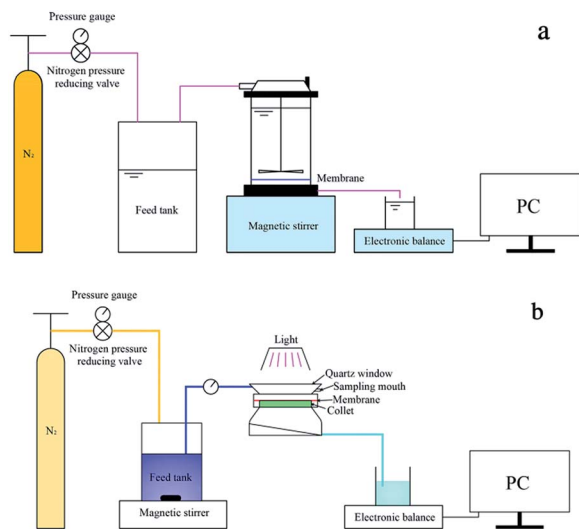 Pressure gauge
a
Nitrogen pressure
reducing valve
N₂
Membrane
Feed tank
PC
Magnetic stirrer
Electronic balance
b
Pressure gauge
Light
Nitrogen pressure
reducing valve
Quartz window
Sampling mouth
Membrane
Collet
N₂
Feed tank
PC
Magnetic stirrer
Electronic balance